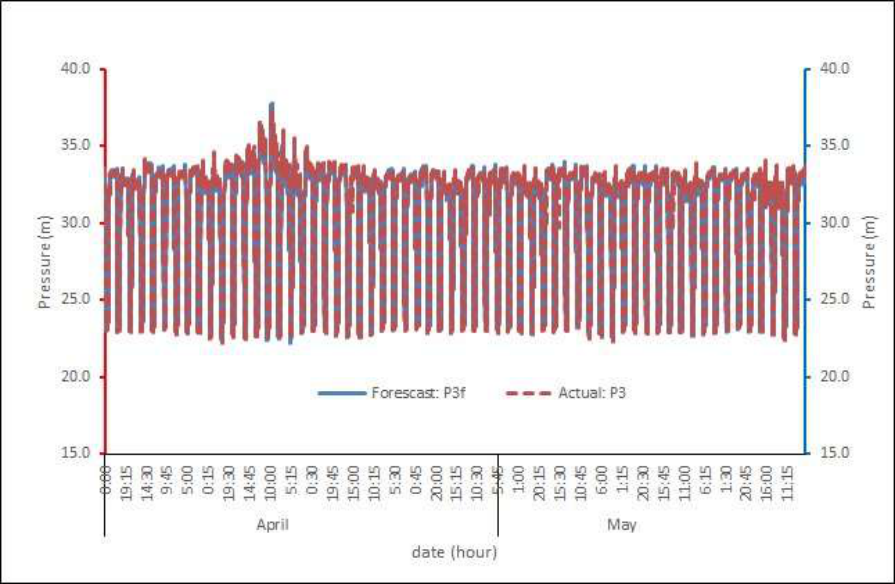 40.0 40.0
35.0 35.0
30.0 30.0
25.0 25.0
20.0 20.0
15.0 15.0
Pressure (m)
Pressure (m)
Forescast: P3f Actual: P3
0:00 19:15 14:30 9:45 5:00 0:15 19:30 14:45 10:00 5:15 0:30 19:45 15:00 10:15 5:30 0:45 20:00 15:15 10:30 5:45 1:00 20:15 15:30 10:45 6:00 1:15 20:30 15:45 11:00 6:15 1:30 20:45 16:00 11:15
April May
date (hour)